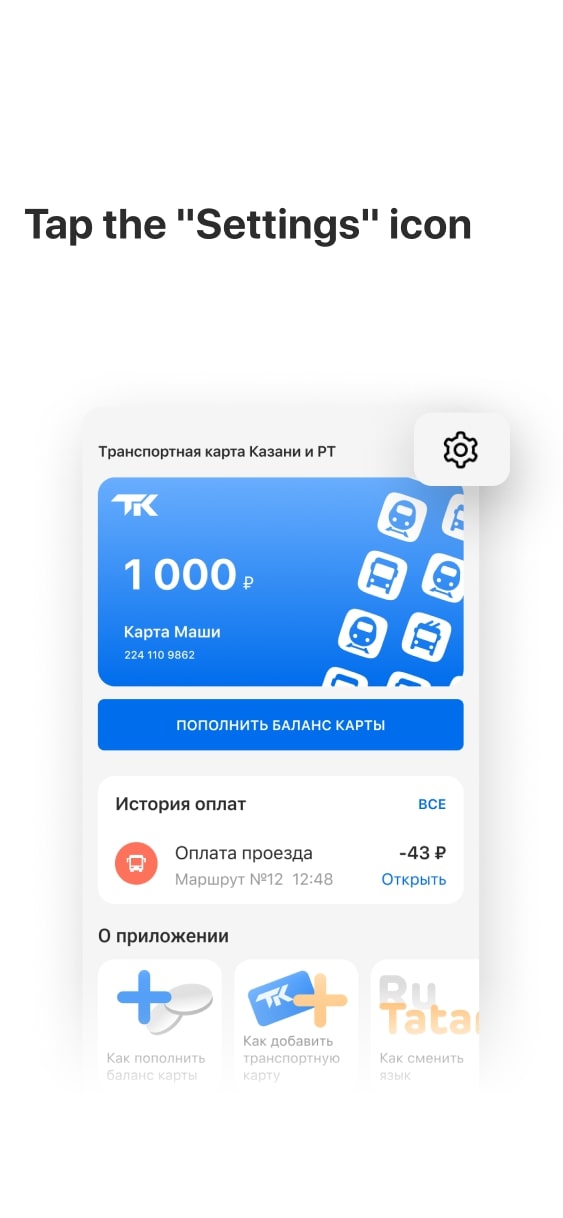 Tap the "Settings" icon
Транспортная карта Казани и РТ
ТК
1 000 ₽
Карта Маши
224 110 9862
ПОПОЛНИТЬ БАЛАНС КАРТЫ
История оплат ВСЕ
Оплата проезда -43 ₽
Маршрут №12 12:48 Открыть
О приложении
ТК
Ru
Tatar
Как пополнить
баланс карты
Как добавить
транспортную
карту
Как сменить
язык